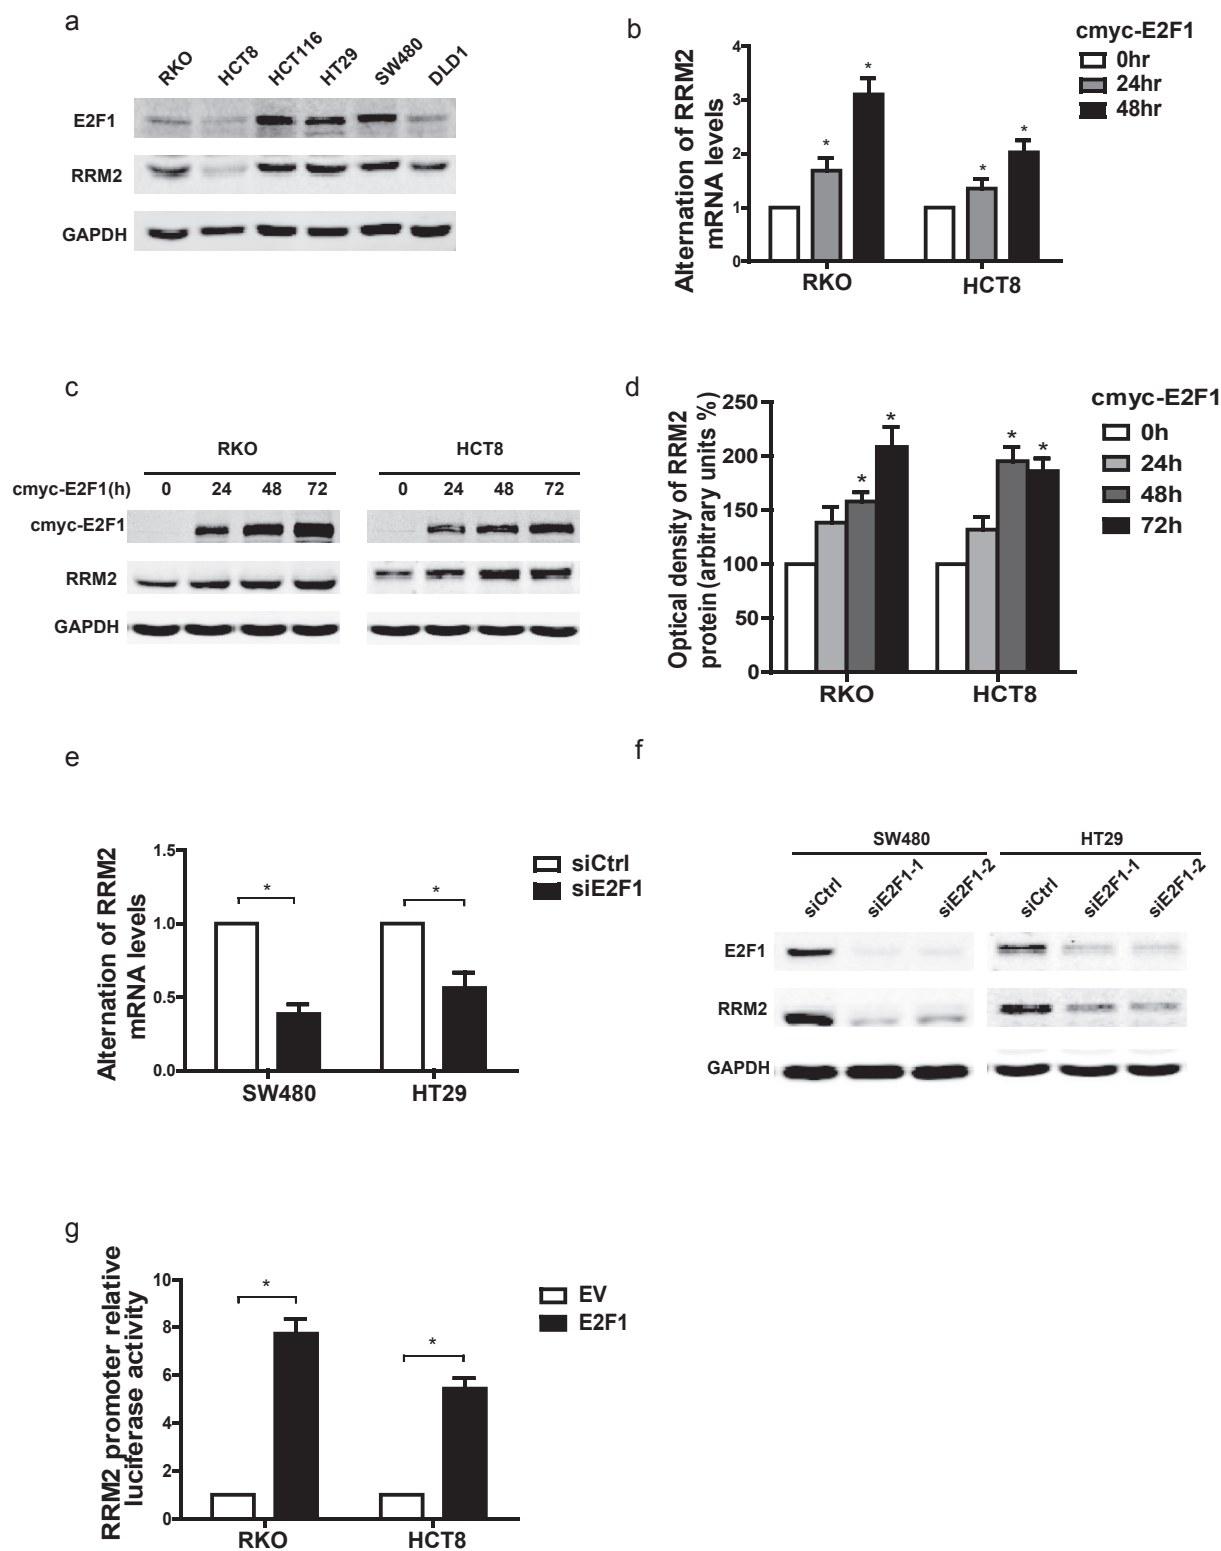 a
RKO
HCT8
HCT116
HT29
SW480
DLD1
E2F1
RRM2
GAPDH
b
Alternation of RRM2
mRNA levels
4
3
2
1
0
*
*
*
*
RKO
HCT8
cmyc-E2F1
0hr
24hr
48hr
c
RKO
HCT8
cmyc-E2F1(h) 0 24 48 72 0 24 48 72
cmyc-E2F1
RRM2
GAPDH
d
Optical density of RRM2
protein (arbitrary units %)
250
200
150
100
50
0
*
*
*
*
RKO
HCT8
cmyc-E2F1
0h
24h
48h
72h
e
Alternation of RRM2
mRNA levels
1.5
1.0
0.5
0.0
*
*
SW480
HT29
siCtrl
siE2F1
f
SW480
HT29
siCtrl
siE2F1-1
siE2F1-2
siCtrl
siE2F1-1
siE2F1-2
E2F1
RRM2
GAPDH
g
RRM2 promoter relative
luciferase activity
10
8
6
4
2
0
*
*
RKO
HCT8
EV
E2F1